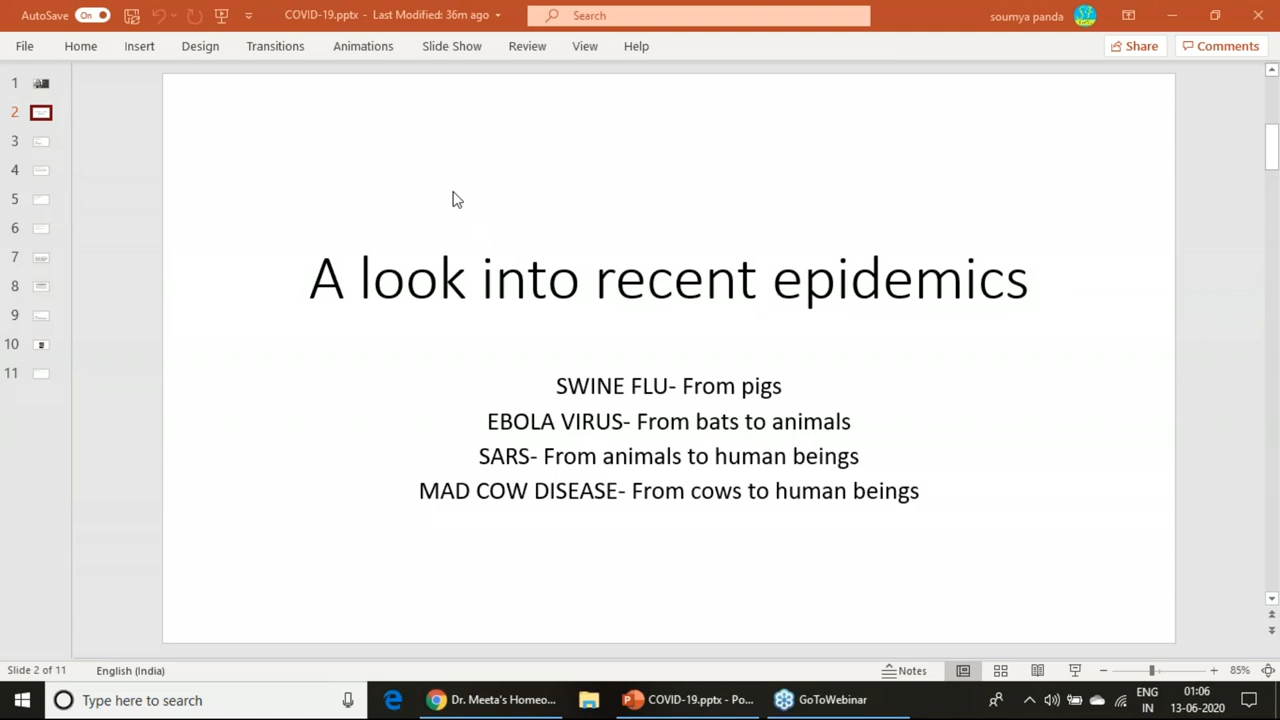 AutoSave On COVID-19.pptx - Last Modified: 36m ago Search soumya panda
File Home Insert Design Transitions Animations Slide Show Review View Help Share Comments
1
2
3
4
5
6
7
8
9
10
11
A look into recent epidemics
SWINE FLU- From pigs
EBOLA VIRUS- From bats to animals
SARS- From animals to human beings
MAD COW DISEASE- From cows to human beings
Slide 2 of 11 English (India) Notes 85%
Type here to search Dr. Meeta's Homeo... COVID-19.pptx - Po... GoToWebinar
ENG 01:06
IN 13-06-2020